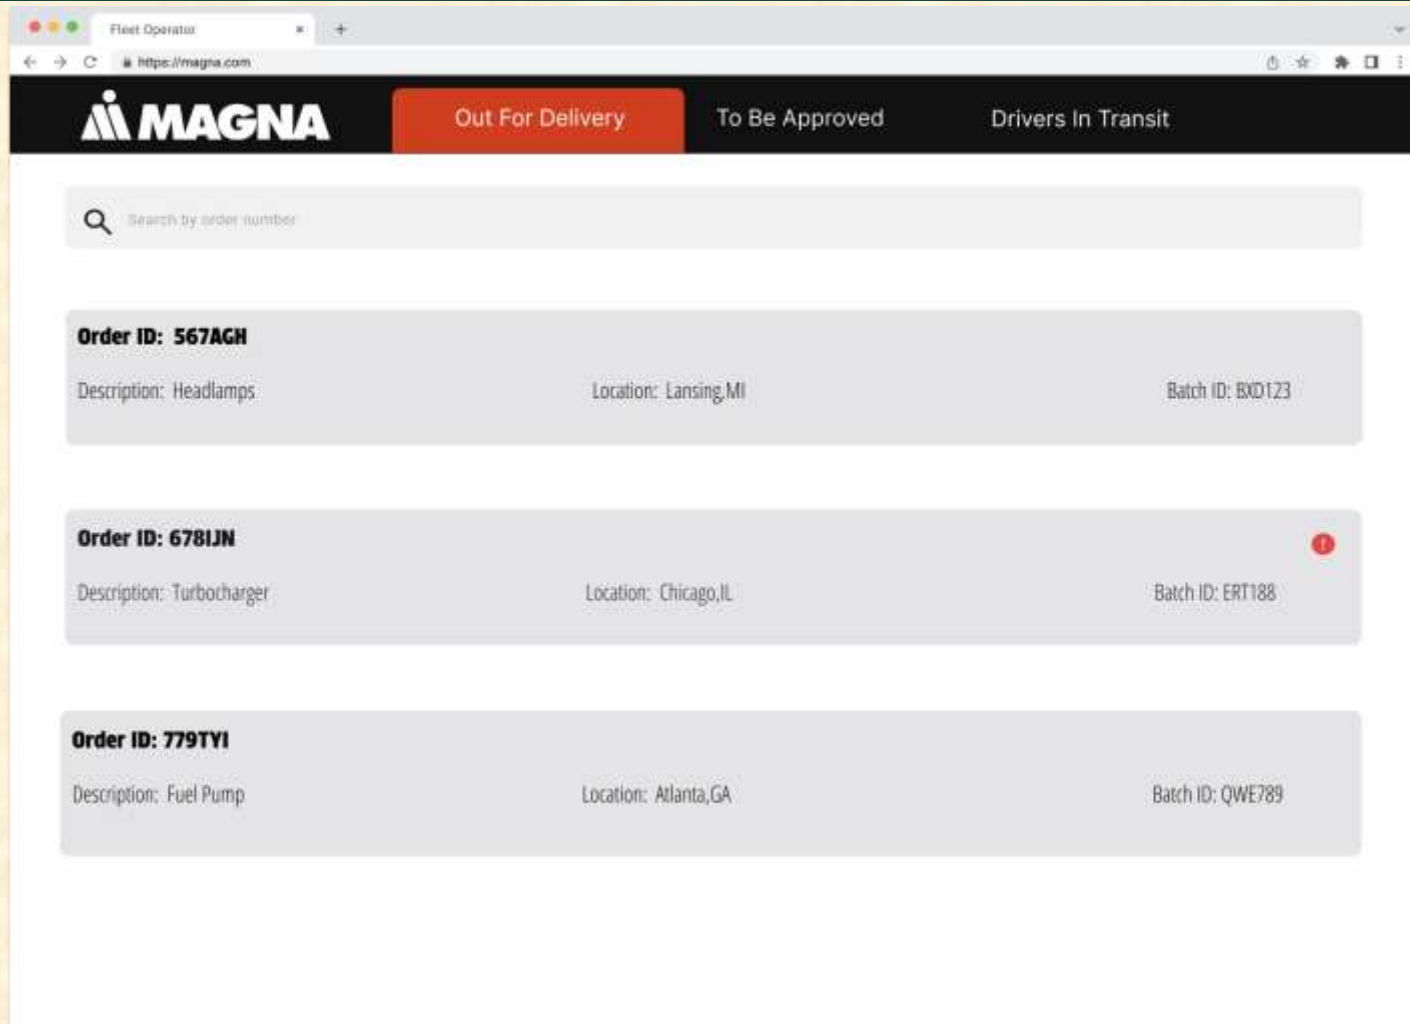 Fleet Operator
https://magna.com
MAGNA
Out For Delivery
To Be Approved
Drivers In Transit
Search by order number
Order ID: 567AGH
Description: Headlamps
Location: Lansing,MI
Batch ID: BXD123
Order ID: 678IJN
Description: Turbocharger
Location: Chicago,IL
Batch ID: ERT188
Order ID: 779TYI
Description: Fuel Pump
Location: Atlanta,GA
Batch ID: QWE789